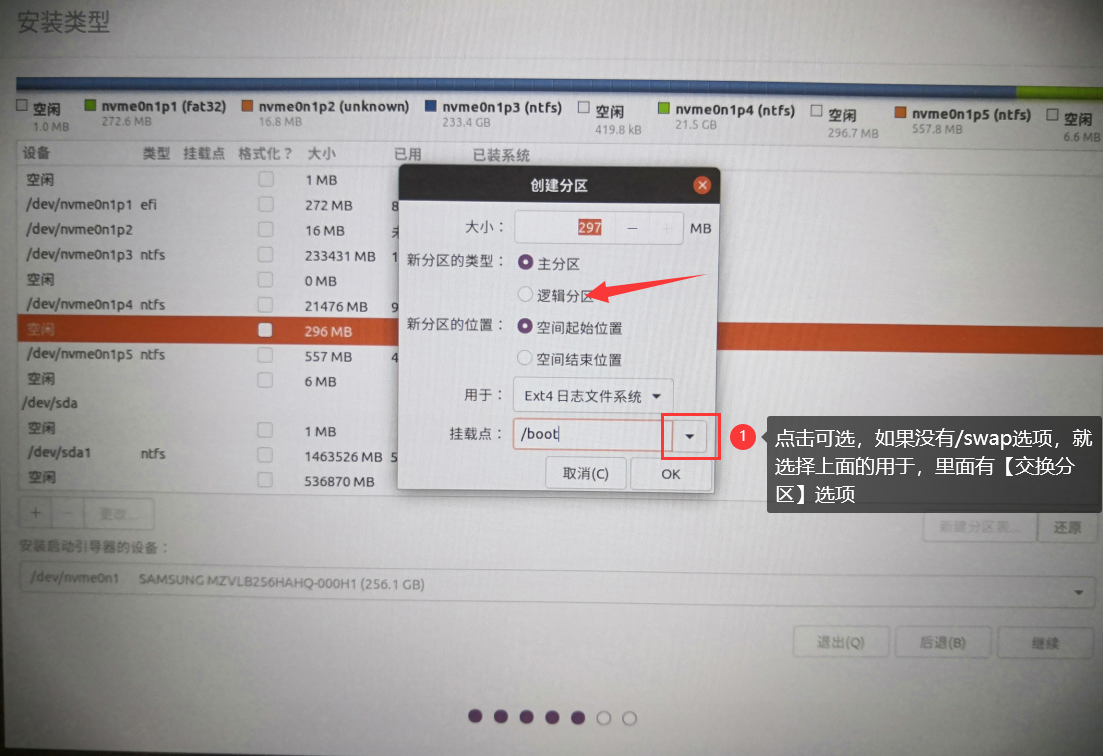 安装类型
空闲 nvme0n1p1 (fat32) nvme0n1p2 (unknown) nvme0n1p3 (ntfs) 空闲 nvme0n1p4 (ntfs) 空闲 nvme0n1p5 (ntfs) 空闲
1.0 MB 272.6 MB 16.8 MB 233.4 GB 419.8 kB 21.5 GB 296.7 MB 557.8 MB 6.6 MB
设备 类型 挂载点 格式化？ 大小 已用 已装系统
空闲 1 MB
/dev/nvme0n1p1 efi 272 MB 8
/dev/nvme0n1p2 16 MB
/dev/nvme0n1p3 ntfs 233431 MB 1
空闲 0 MB
/dev/nvme0n1p4 ntfs 21476 MB 9
空闲 296 MB
/dev/nvme0n1p5 ntfs 557 MB 4
空闲 6 MB
/dev/sda
空闲 1 MB
/dev/sda1 ntfs 1463526 MB 5
空闲 536870 MB
创建分区
大小： 297 − + MB
新分区的类型： 主分区
逻辑分区
新分区的位置： 空间起始位置
空间结束位置
用于： Ext4 日志文件系统
挂载点： /boot
取消(C) OK
1
点击可选，如果没有/swap选项，就
选择上面的用于，里面有【交换分
区】选项
+ − 更改... 新建分区表... 还原
安装启动引导器的设备：
/dev/nvme0n1 SAMSUNG MZVLB256HAHQ-000H1 (256.1 GB)
退出(Q) 后退(B) 继续